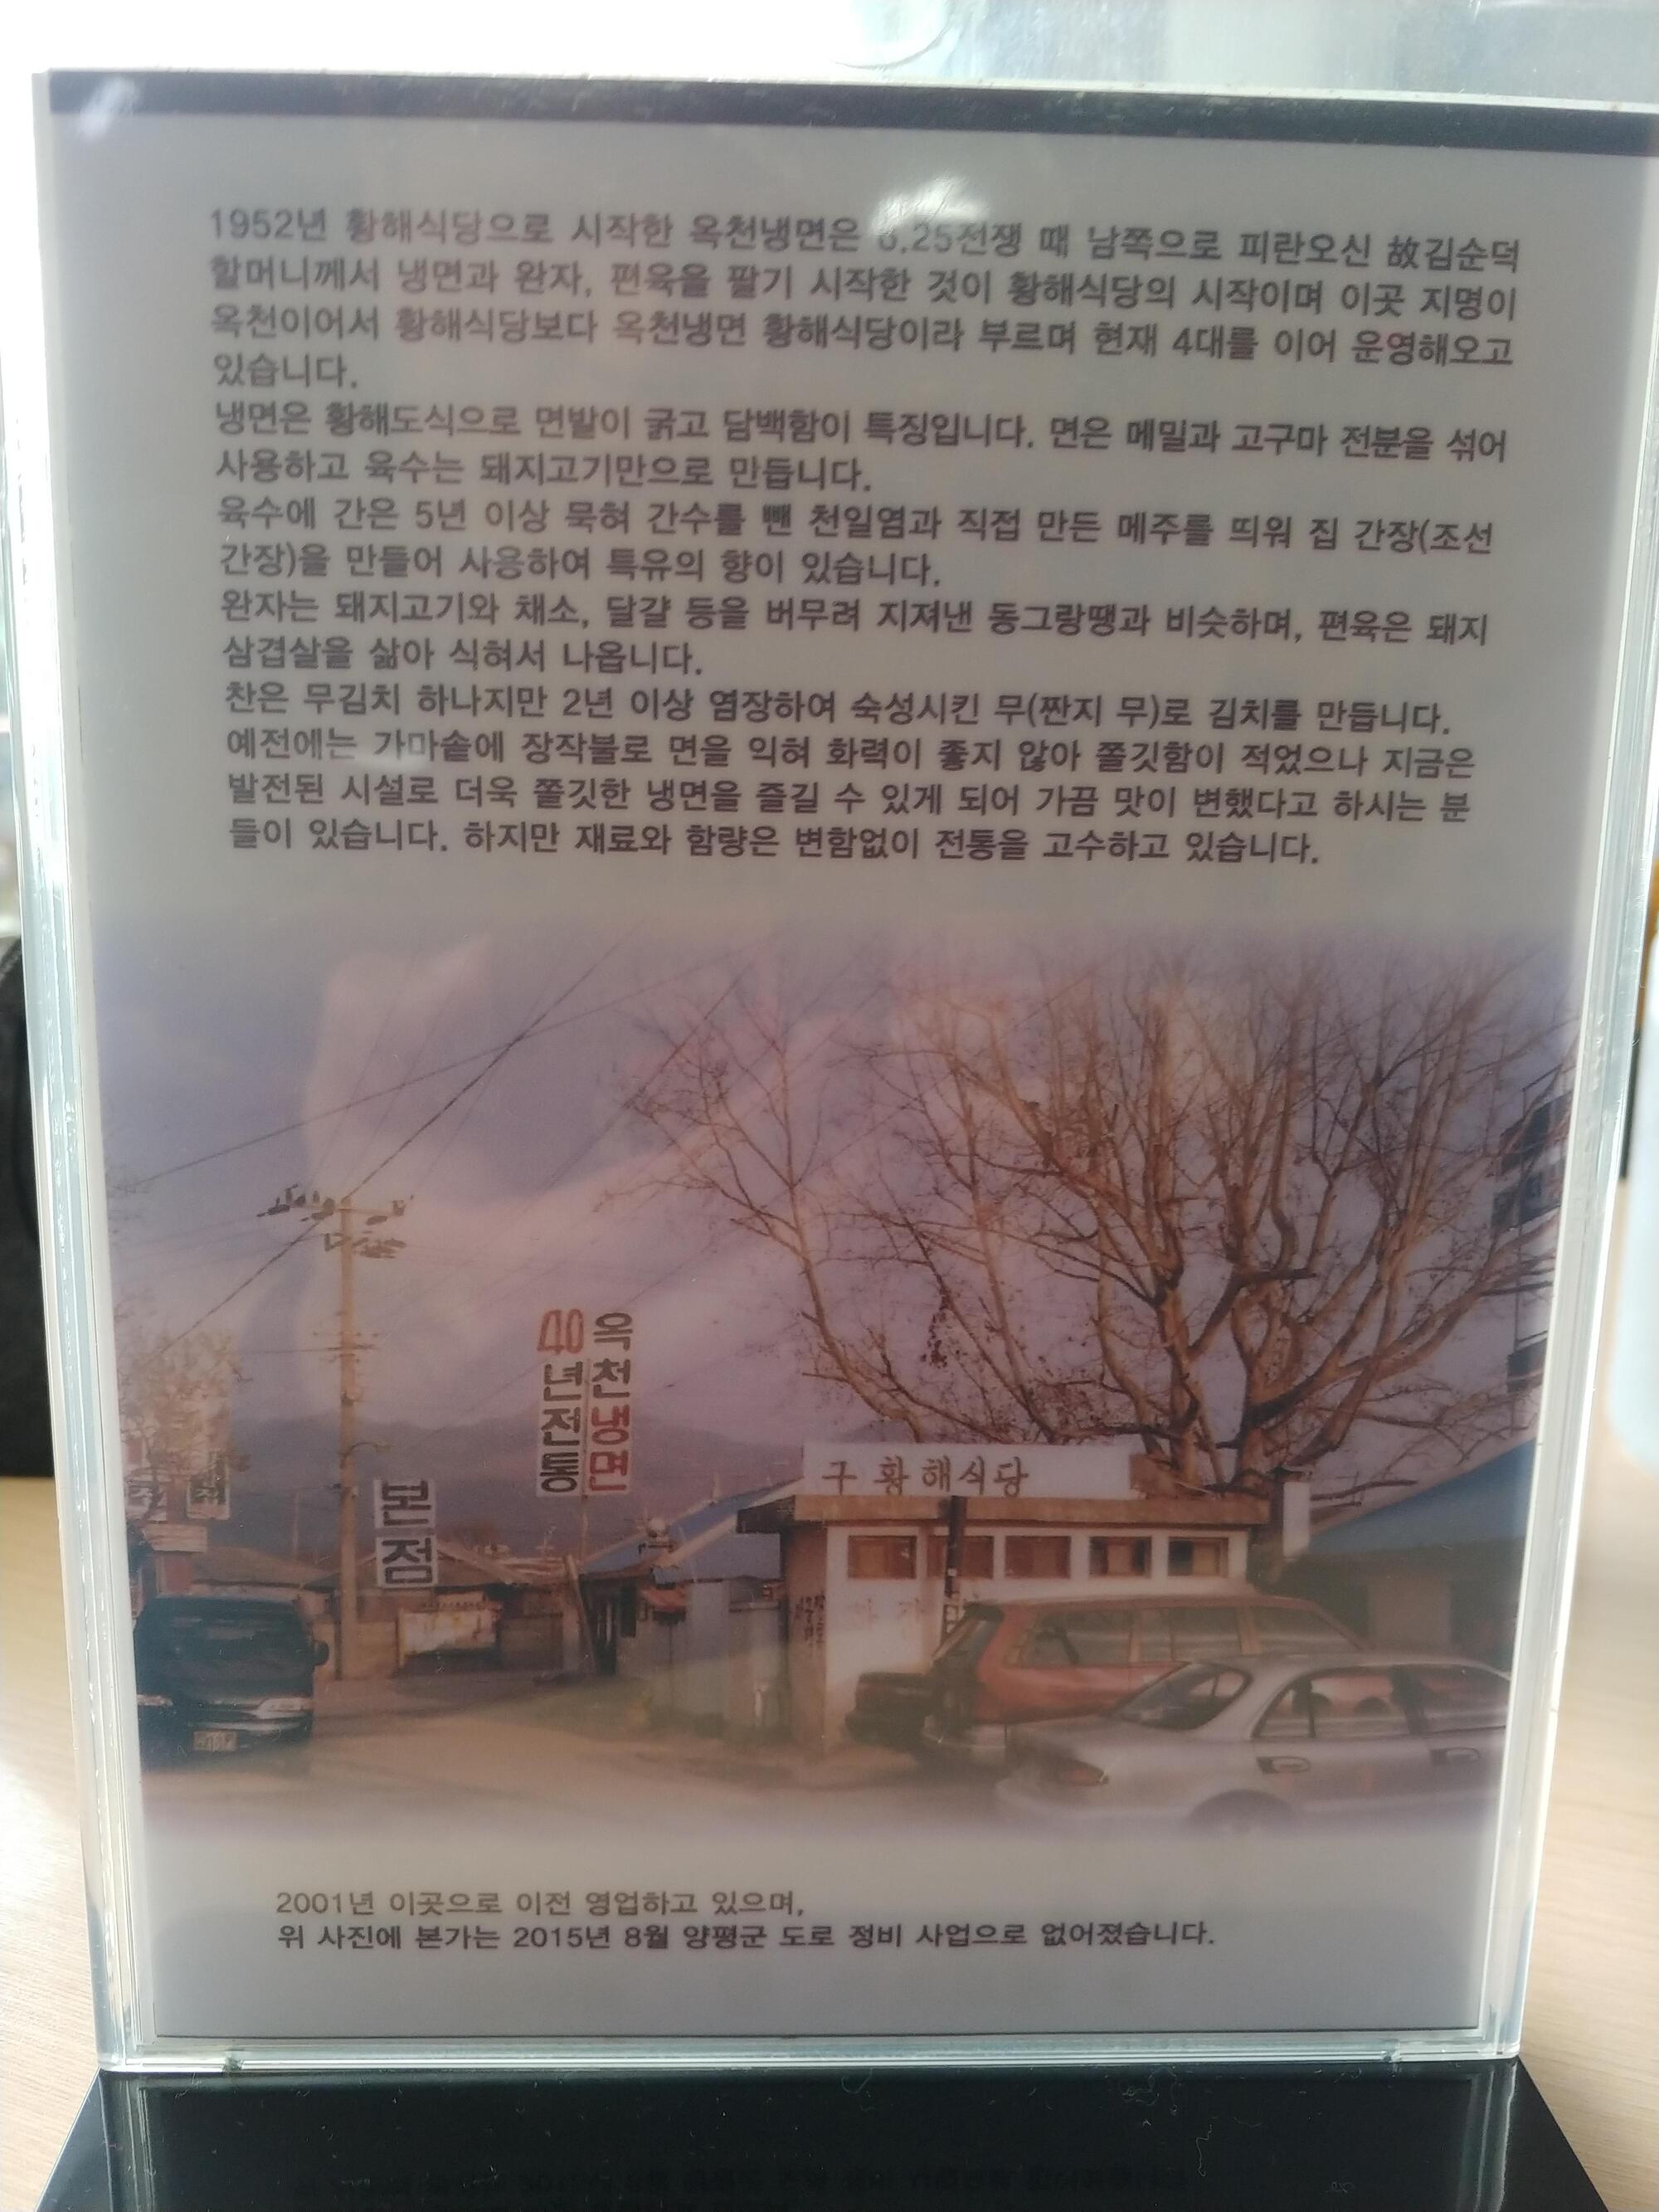 1952년 황해식당으로 시작한 옥천냉면은 6.25전쟁 때 남쪽으로 피란오신 故김순덕
할머니께서 냉면과 완자, 편육을 팔기 시작한 것이 황해식당의 시작이며 이곳 지명이
옥천이어서 황해식당보다 옥천냉면 황해식당이라 부르며 현재 4대를 이어 운영해오고
있습니다.
냉면은 황해도식으로 면발이 굵고 담백함이 특징입니다. 면은 메밀과 고구마 전분을 섞어
사용하고 육수는 돼지고기만으로 만듭니다.
육수에 간은 5년 이상 묵혀 간수를 뺀 천일염과 직접 만든 메주를 띄워 집 간장(조선
간장)을 만들어 사용하여 특유의 향이 있습니다.
완자는 돼지고기와 채소, 달걀 등을 버무려 지져낸 동그랑땡과 비슷하며, 편육은 돼지
삼겹살을 삶아 식혀서 나옵니다.
찬은 무김치 하나지만 2년 이상 염장하여 숙성시킨 무(짠지 무)로 김치를 만듭니다.
예전에는 가마솥에 장작불로 면을 익혀 화력이 좋지 않아 쫄깃함이 적었으나 지금은
발전된 시설로 더욱 쫄깃한 냉면을 즐길 수 있게 되어 가끔 맛이 변했다고 하시는 분
들이 있습니다. 하지만 재료와 함량은 변함없이 전통을 고수하고 있습니다.
옥천냉면
40년전통
본점
구 황해식당
2001년 이곳으로 이전 영업하고 있으며,
위 사진에 본가는 2015년 8월 양평군 도로 정비 사업으로 없어졌습니다.